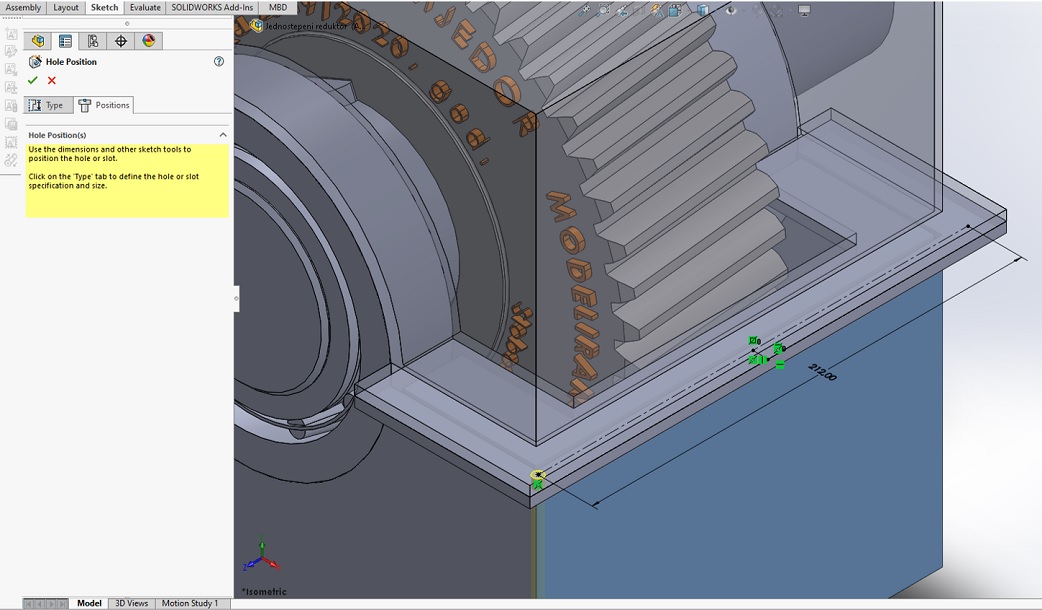 Assembly Layout Sketch Evaluate SOLIDWORKS Add-Ins MBD
Jednostepeni reduktor
Hole Position
Type Positions
Hole Position(s)
Use the dimensions and other sketch tools to
position the hole or slot.
Click on the 'Type' tab to define the hole or slot
specification and size.
212.00
*Isometric
Model 3D Views Motion Study 1